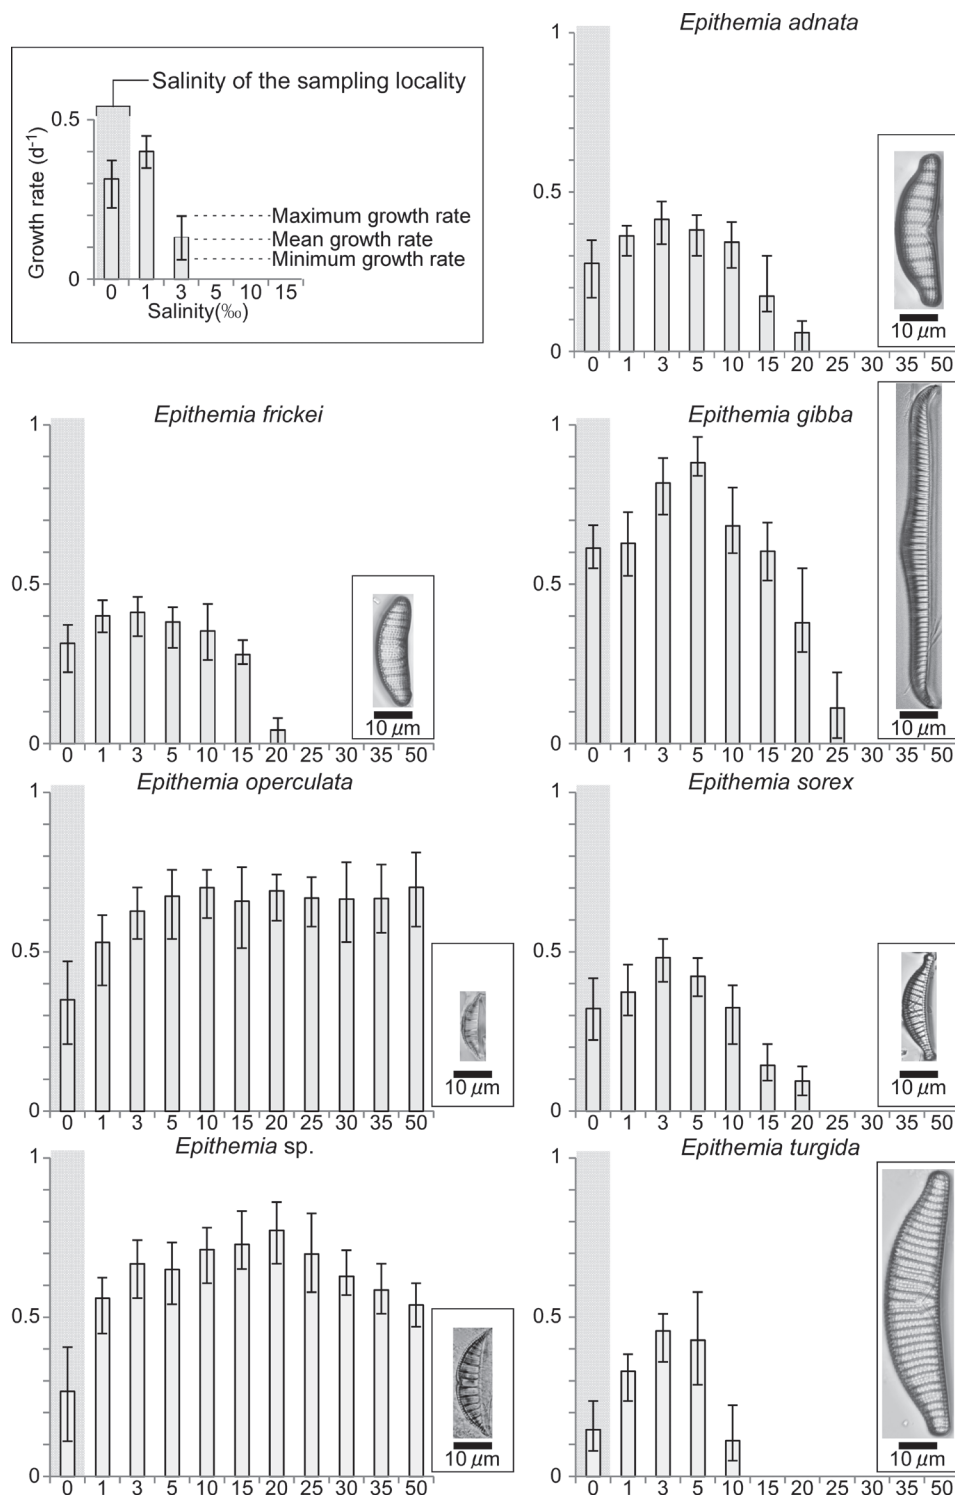 Salinity of the sampling locality
0.5
Growth rate (d-1)
Maximum growth rate
Mean growth rate
Minimum growth rate
0
0 1 3 5 10 15
Salinity(‰)
Epithemia adnata
1
0.5
0
10 μm
0 1 3 5 10 15 20 25 30 35 50
Epithemia frickei
1
0.5
0
10 μm
0 1 3 5 10 15 20 25 30 35 50
Epithemia gibba
1
0.5
0
10 μm
0 1 3 5 10 15 20 25 30 35 50
Epithemia operculata
1
0.5
0
10 μm
0 1 3 5 10 15 20 25 30 35 50
Epithemia sorex
1
0.5
0
10 μm
0 1 3 5 10 15 20 25 30 35 50
Epithemia sp.
1
0.5
0
10 μm
0 1 3 5 10 15 20 25 30 35 50
Epithemia turgida
1
0.5
0
10 μm
0 1 3 5 10 15 20 25 30 35 50